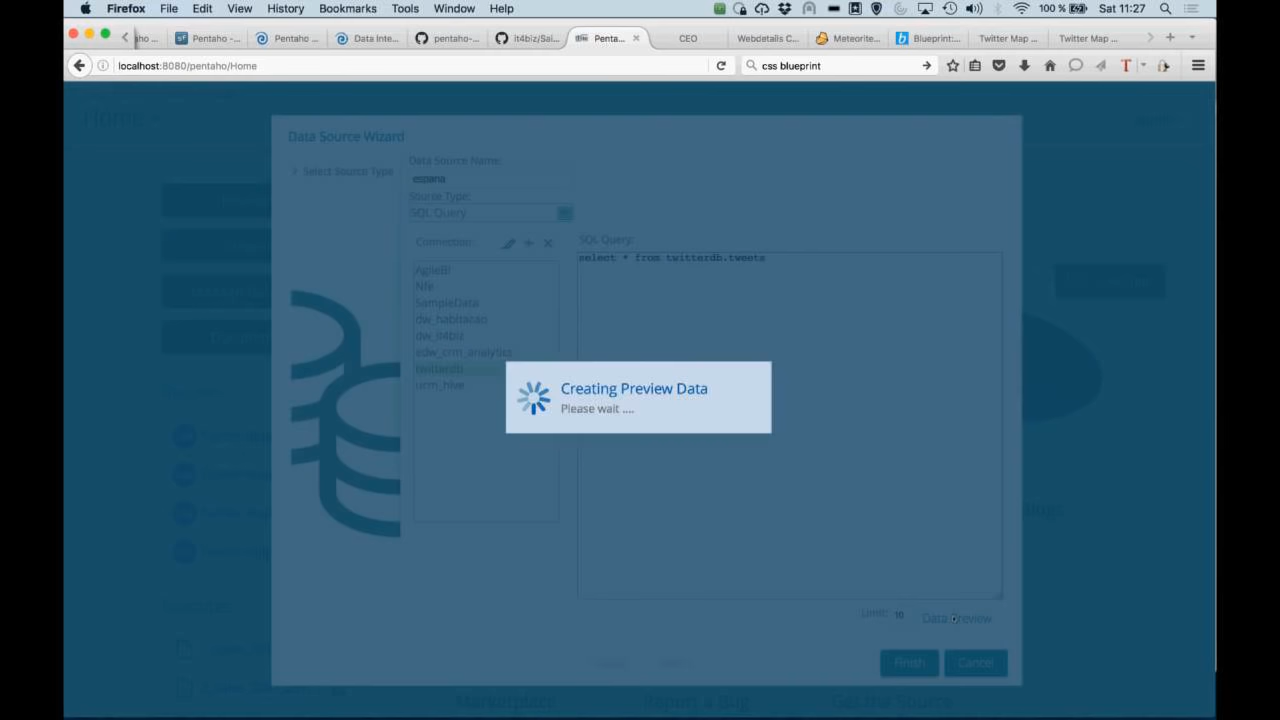 Firefox File Edit View History Bookmarks Tools Window Help 100 % Sat 11:27
ho ... Pentaho -... Pentaho ... Data Inte... pentaho-... it4biz/Sai... Penta... CEO Webdetails C... Meteorite... Blueprint:... Twitter Map ... Twitter Map ...
localhost:8080/pentaho/Home css blueprint
Home
Data Source Wizard
Select Source Type
Data Source Name:
espana
Source Type:
SQL Query
Connection:
AgileBI
Nfe
SampleData
dw_habitacao
dw_it4biz
edw_crm_analytics
twitterdb
ucm_hive
SQL Query:
select * from twitterdb.tweets
Creating Preview Data
Please wait ....
Limit: 10 Data Preview
Finish Cancel
Marketplace Report a Bug Get the Source